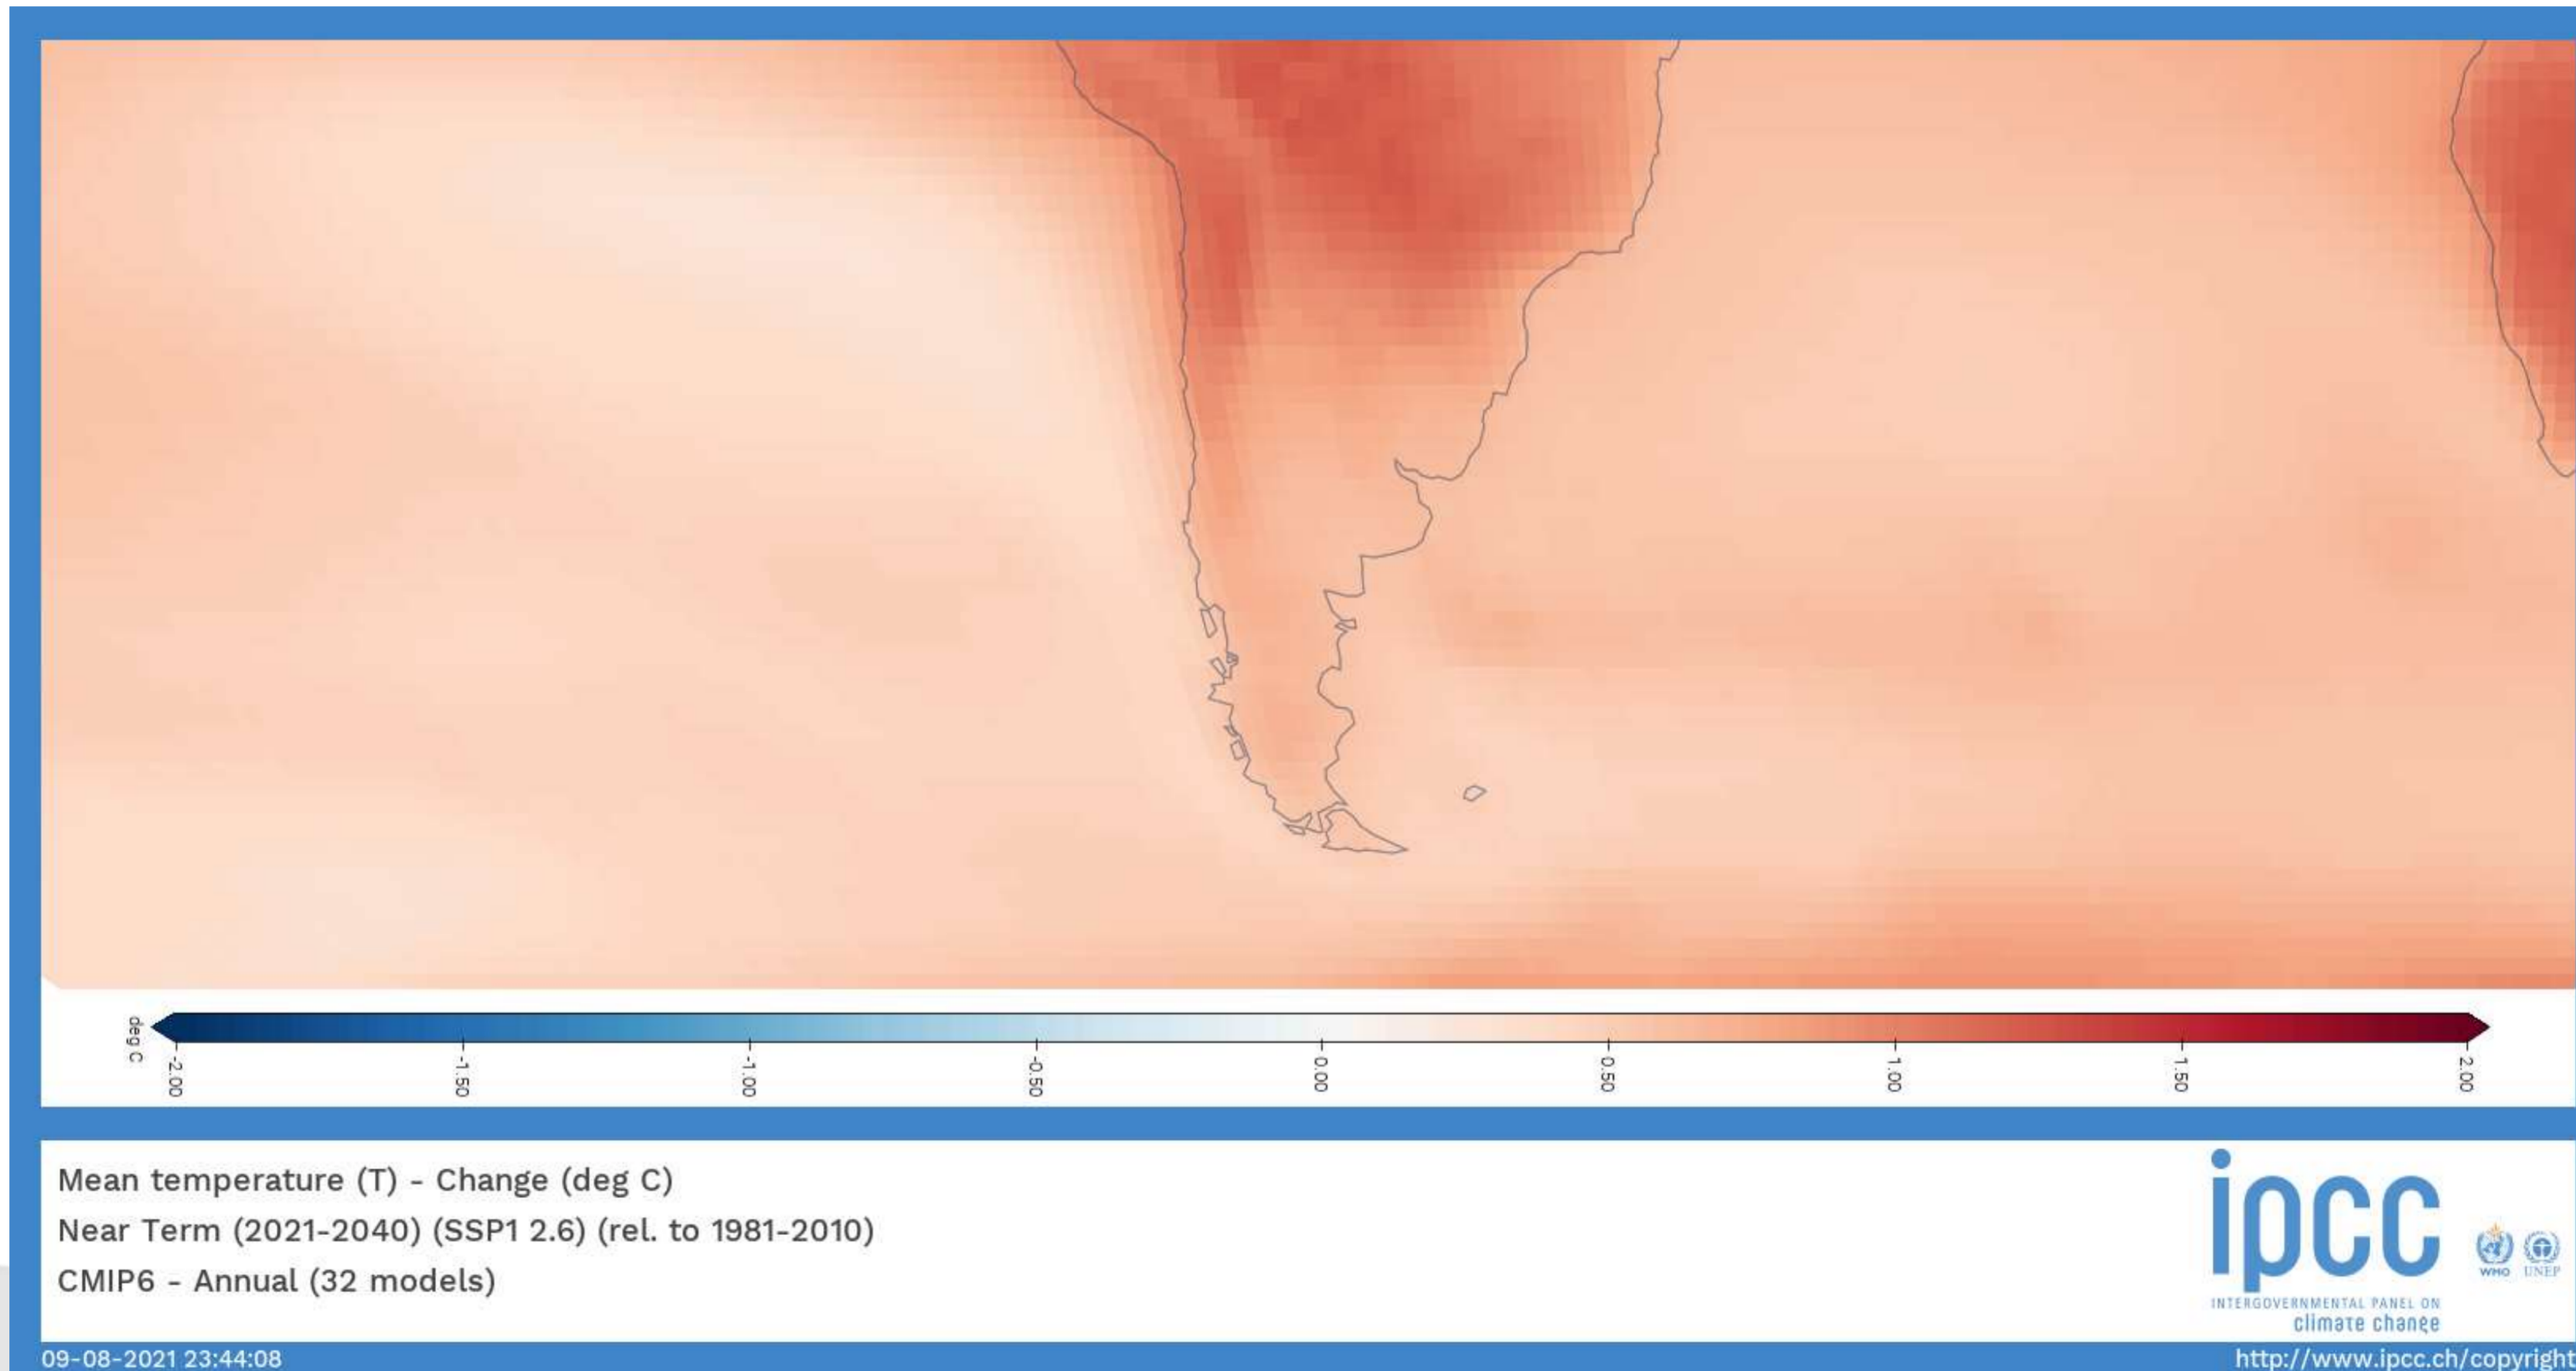 deg C
-2.00
-1.50
-1.00
-0.50
0.00
0.50
1.00
1.50
2.00
Mean temperature (T) - Change (deg C)
Near Term (2021-2040) (SSP1 2.6) (rel. to 1981-2010)
CMIP6 - Annual (32 models)
ipcc
INTERGOVERNMENTAL PANEL ON
climate change
WMO
UNEP
09-08-2021 23:44:08
http://www.ipcc.ch/copyright